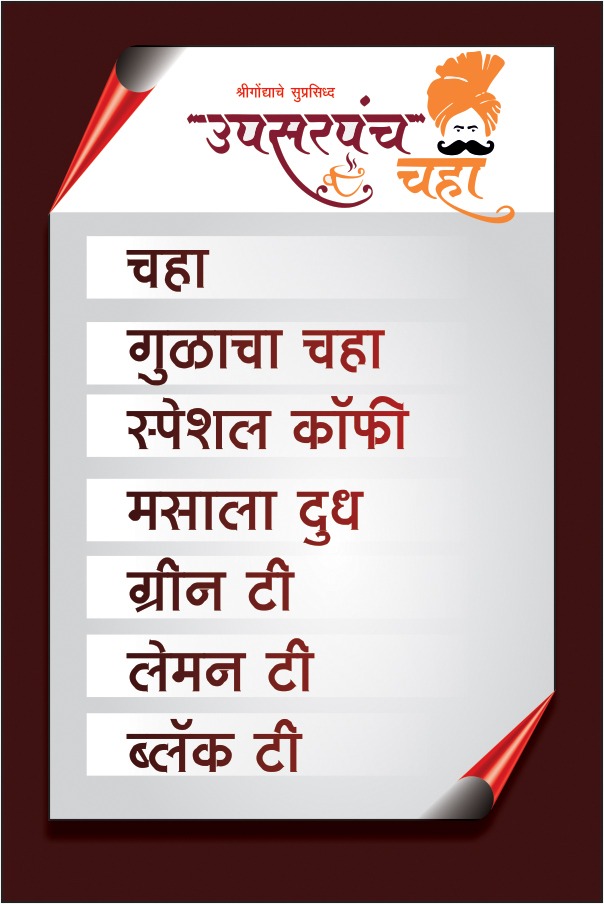 श्रीगोंद्याचे सुप्रसिध्द
उपसरपंच
चहा
चहा
गुळाचा चहा
स्पेशल कॉफी
मसाला दुध
ग्रीन टी
लेमन टी
ब्लॅक टी